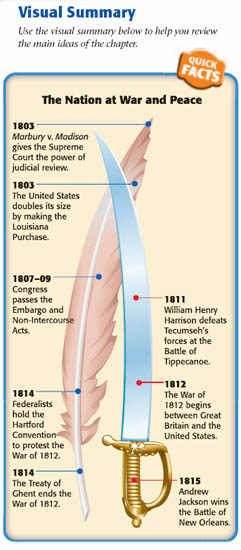 Visual Summary
Use the visual summary below to help you review
the main ideas of the chapter.
QUICK
FACTS
The Nation at War and Peace
1803
Marbury v. Madison
gives the Supreme
Court the power of
judicial review.
1803
The United States
doubles its size
by making the
Louisiana
Purchase.
1807–09
Congress
passes the
Embargo and
Non-Intercourse
Acts.
1811
William Henry
Harrison defeats
Tecumseh's
forces at the
Battle of
Tippecanoe.
1812
The War of
1812 begins
between Great
Britain and the
United States.
1814
Federalists
hold the
Hartford
Convention
to protest the
War of 1812.
1814
The Treaty of
Ghent ends the
War of 1812.
1815
Andrew
Jackson wins
the Battle of
New Orleans.